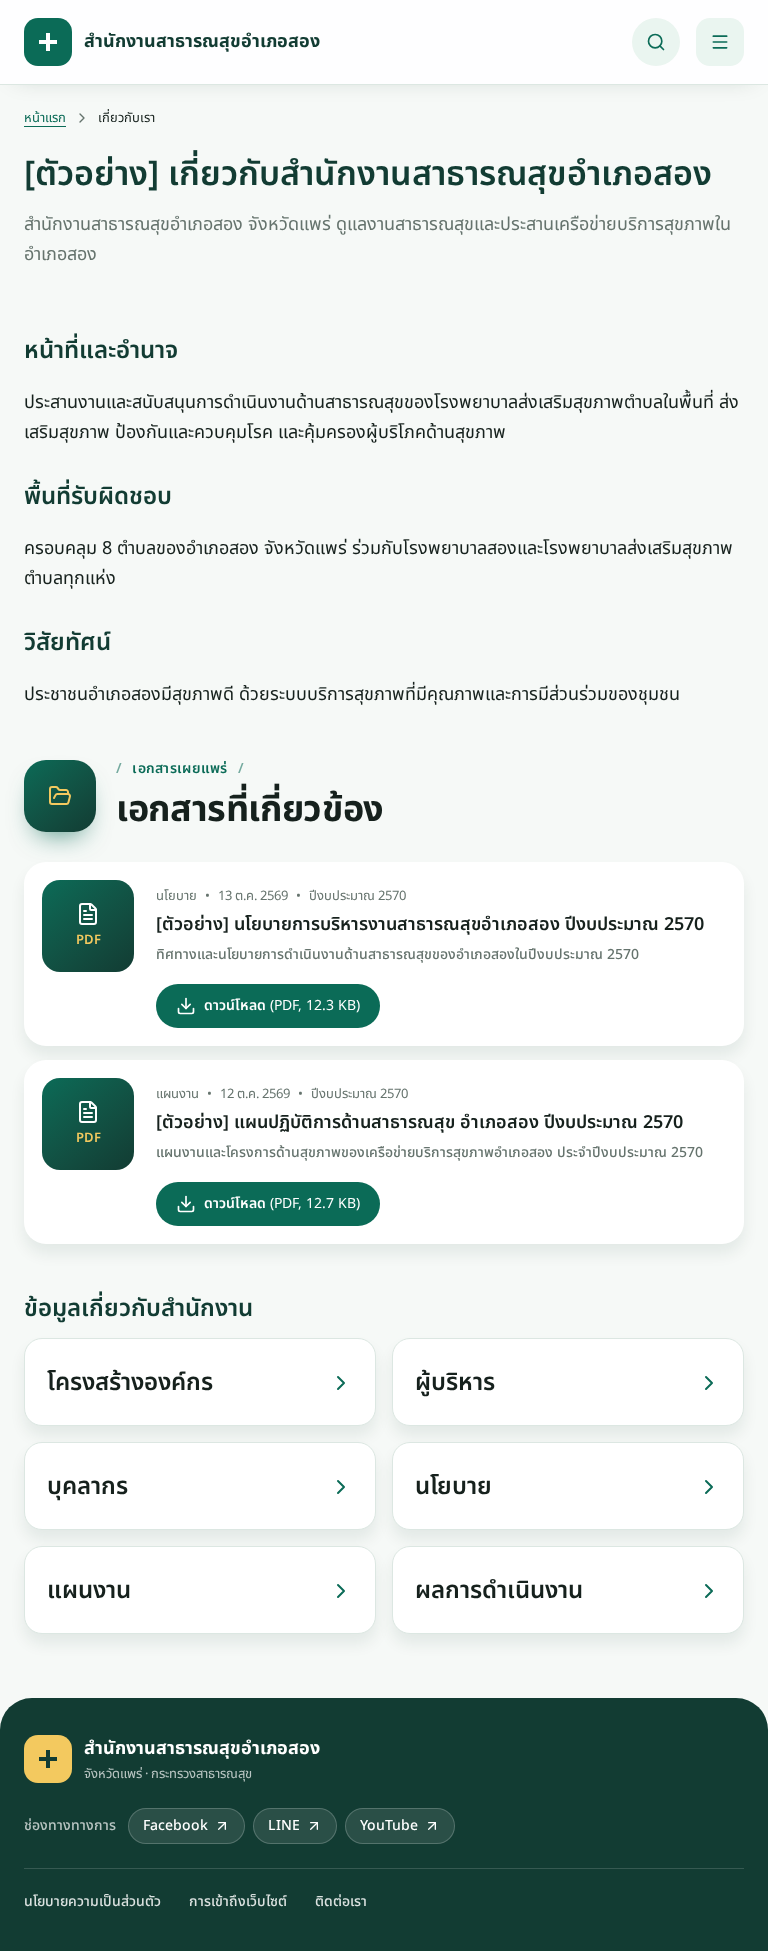 สำนักงานสาธารณสุขอำเภอสอง
หน้าแรก
เกี่ยวกับเรา
[ตัวอย่าง] เกี่ยวกับสำนักงานสาธารณสุขอำเภอสอง
สำนักงานสาธารณสุขอำเภอสอง จังหวัดแพร่ ดูแลงานสาธารณสุขและประสานเครือข่ายบริการสุขภาพใน
อำเภอสอง
หน้าที่และอำนาจ
ประสานงานและสนับสนุนการดำเนินงานด้านสาธารณสุขของโรงพยาบาลส่งเสริมสุขภาพตำบลในพื้นที่ ส่ง
เสริมสุขภาพ ป้องกันและควบคุมโรค และคุ้มครองผู้บริโภคด้านสุขภาพ
พื้นที่รับผิดชอบ
ครอบคลุม 8 ตำบลของอำเภอสอง จังหวัดแพร่ ร่วมกับโรงพยาบาลสองและโรงพยาบาลส่งเสริมสุขภาพ
ตำบลทุกแห่ง
วิสัยทัศน์
ประชาชนอำเภอสองมีสุขภาพดี ด้วยระบบบริการสุขภาพที่มีคุณภาพและการมีส่วนร่วมของชุมชน
/ เอกสารเผยแพร่ /
เอกสารที่เกี่ยวข้อง
PDF
นโยบาย • 13 ต.ค. 2569 • ปีงบประมาณ 2570
[ตัวอย่าง] นโยบายการบริหารงานสาธารณสุขอำเภอสอง ปีงบประมาณ 2570
ทิศทางและนโยบายการดำเนินงานด้านสาธารณสุขของอำเภอสองในปีงบประมาณ 2570
ดาวน์โหลด (PDF, 12.3 KB)
PDF
แผนงาน • 12 ต.ค. 2569 • ปีงบประมาณ 2570
[ตัวอย่าง] แผนปฏิบัติการด้านสาธารณสุข อำเภอสอง ปีงบประมาณ 2570
แผนงานและโครงการด้านสุขภาพของเครือข่ายบริการสุขภาพอำเภอสอง ประจำปีงบประมาณ 2570
ดาวน์โหลด (PDF, 12.7 KB)
ข้อมูลเกี่ยวกับสำนักงาน
โครงสร้างองค์กร
ผู้บริหาร
บุคลากร
นโยบาย
แผนงาน
ผลการดำเนินงาน
สำนักงานสาธารณสุขอำเภอสอง
จังหวัดแพร่ · กระทรวงสาธารณสุข
ช่องทางทางการ
Facebook
LINE
YouTube
นโยบายความเป็นส่วนตัว
การเข้าถึงเว็บไซต์
ติดต่อเรา